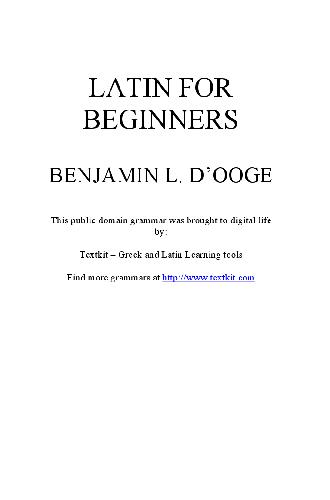 LATIN FOR
BEGINNERS
BENJAMIN L. D'OOGE
This public domain grammar was brought to digital life
by:
Textkit – Greek and Latin Learning tools
Find more grammars at http://www.textkit.com